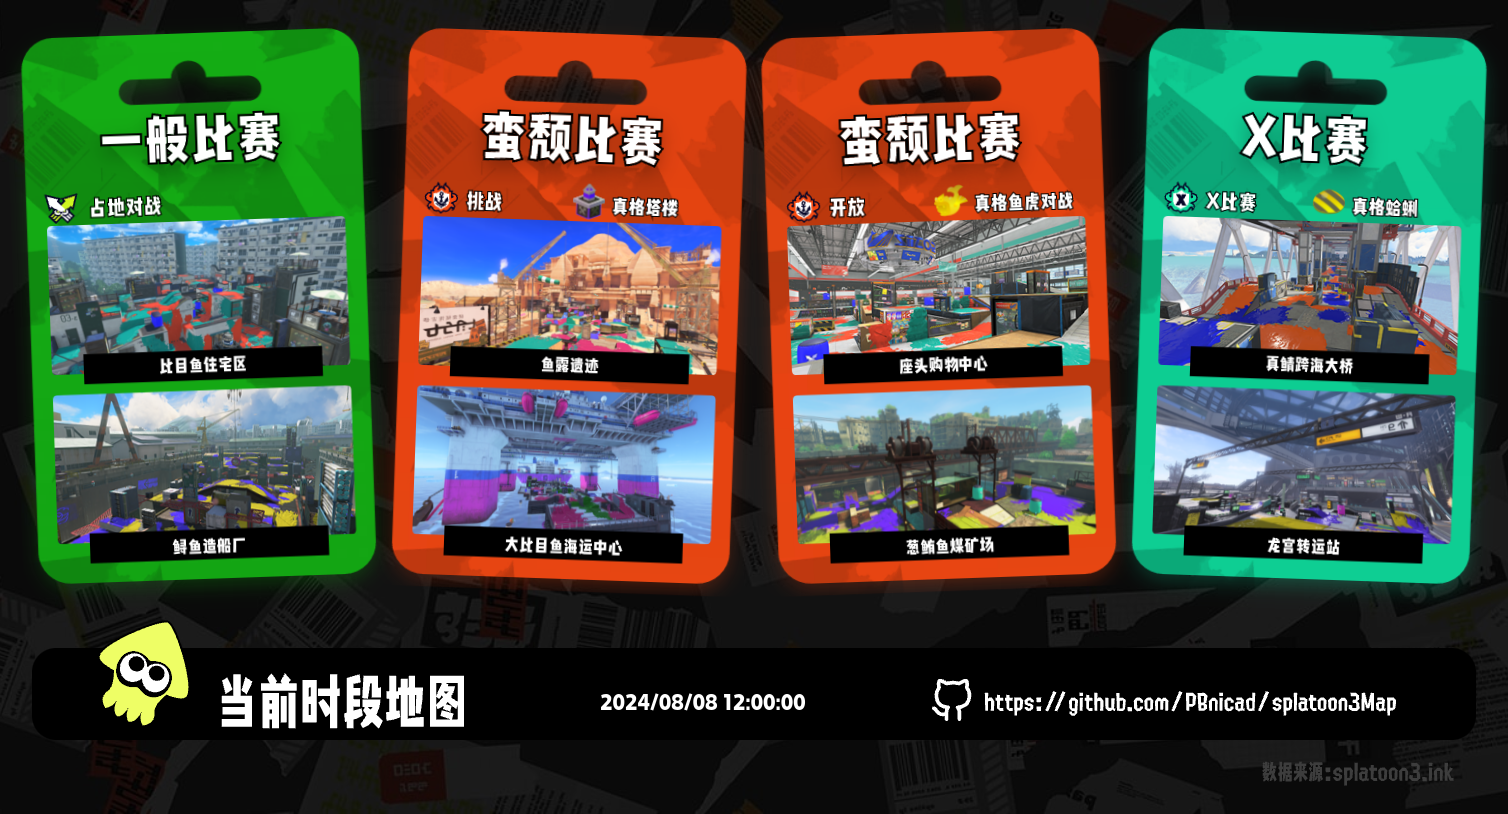 一般比赛
占地对战
比目鱼住宅区
鲟鱼造船厂
蛮颓比赛
挑战
真格塔楼
鱼露遗迹
大比目鱼海运中心
蛮颓比赛
开放
真格鱼虎对战
座头购物中心
葱鲔鱼煤矿场
X比赛
X比赛
真格蛤蜊
真鲭跨海大桥
龙宫转运站
当前时段地图
2024/08/08 12:00:00
https://github.com/PBnicad/splatoon3Map
数据来源:splatoon3.ink